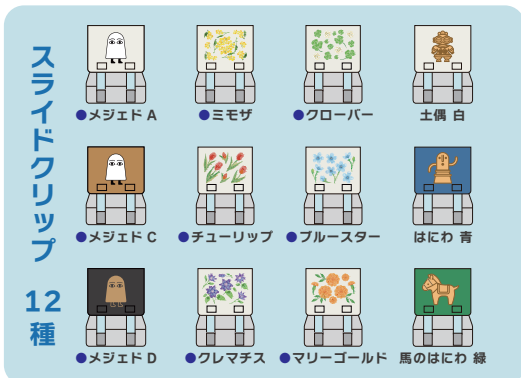 スライドクリップ 12種
●メジェド A
●ミモザ
●クローバー
土偶 白
●メジェド C
●チューリップ
●ブルースター
はにわ 青
●メジェド D
●クレマチス
●マリーゴールド
馬のはにわ 緑